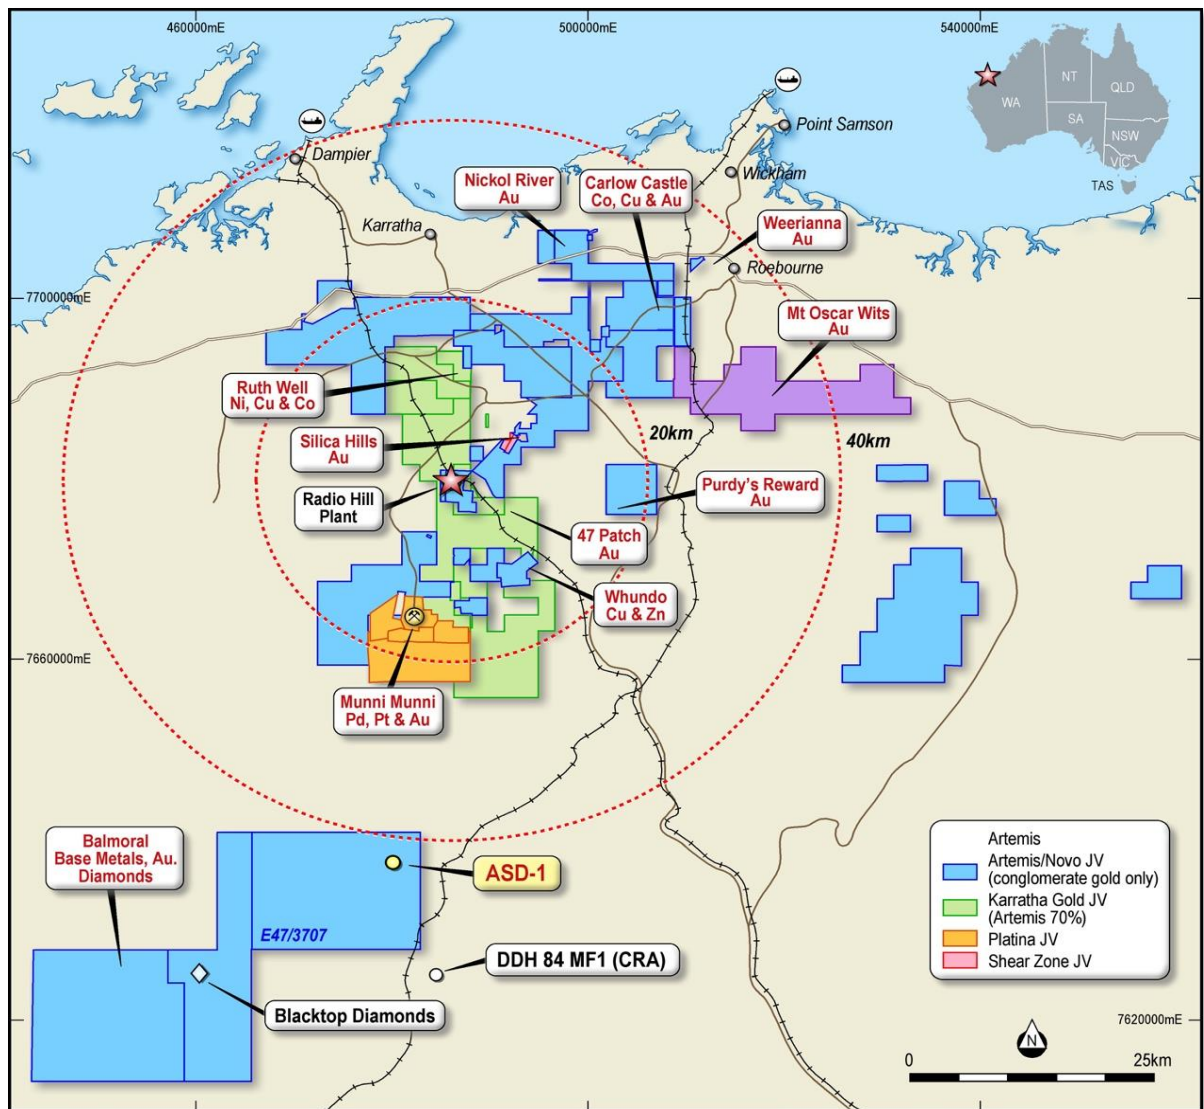 460000mE
500000mE
540000mE
NT
QLD
WA
SA
NSW
VIC
TAS
Point Samson
Dampier
Wickham
Nickol River
Au
Carlow Castle
Co, Cu & Au
Weerianna
Au
Karratha
Roebourne
7700000mE
Mt Oscar Wits
Au
Ruth Well
Ni, Cu & Co
Silica Hills
Au
20km
40km
Radio Hill
Plant
Purdy's Reward
Au
47 Patch
Au
Whundo
Cu & Zn
7660000mE
Munni Munni
Pd, Pt & Au
Balmoral
Base Metals, Au.
Diamonds
ASD-1
E47/3707
DDH 84 MF1 (CRA)
Blacktop Diamonds
Artemis
Artemis/Novo JV
(conglomerate gold only)
Karratha Gold JV
(Artemis 70%)
Platina JV
Shear Zone JV
7620000mE
N
0
25km